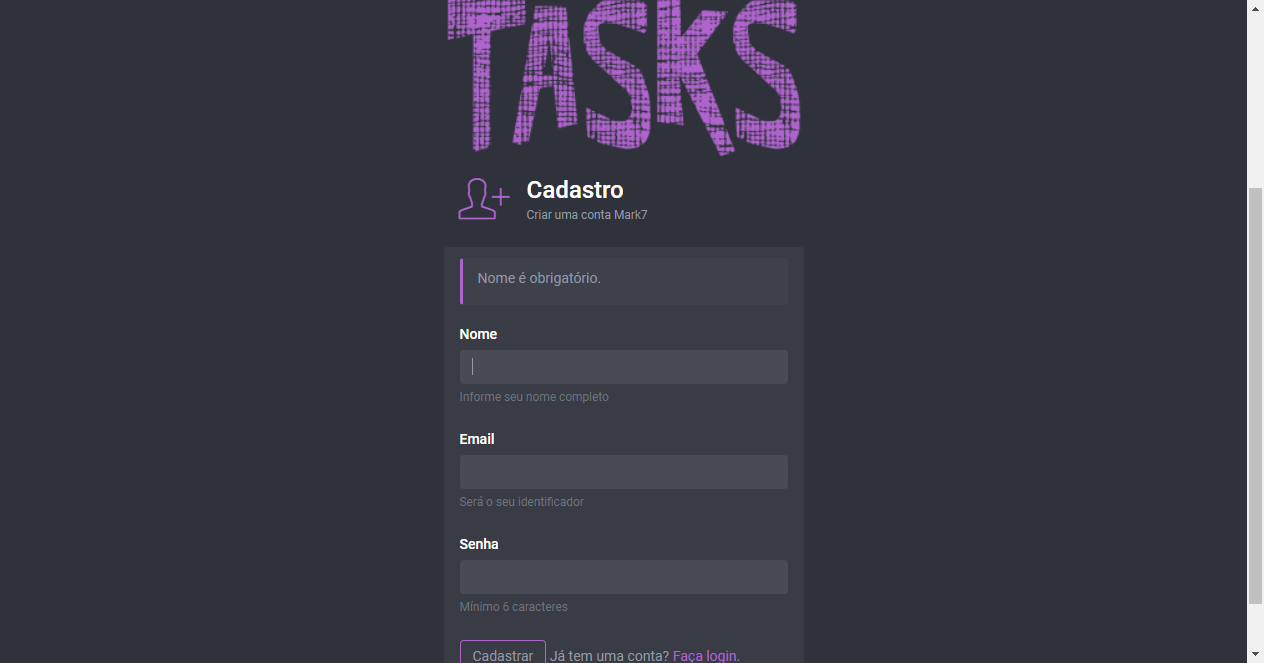 TASKS
Cadastro
Criar uma conta Mark7
Nome é obrigatório.
Nome
Informe seu nome completo
Email
Será o seu identificador
Senha
Mínimo 6 caracteres
Cadastrar Já tem uma conta? Faça login.